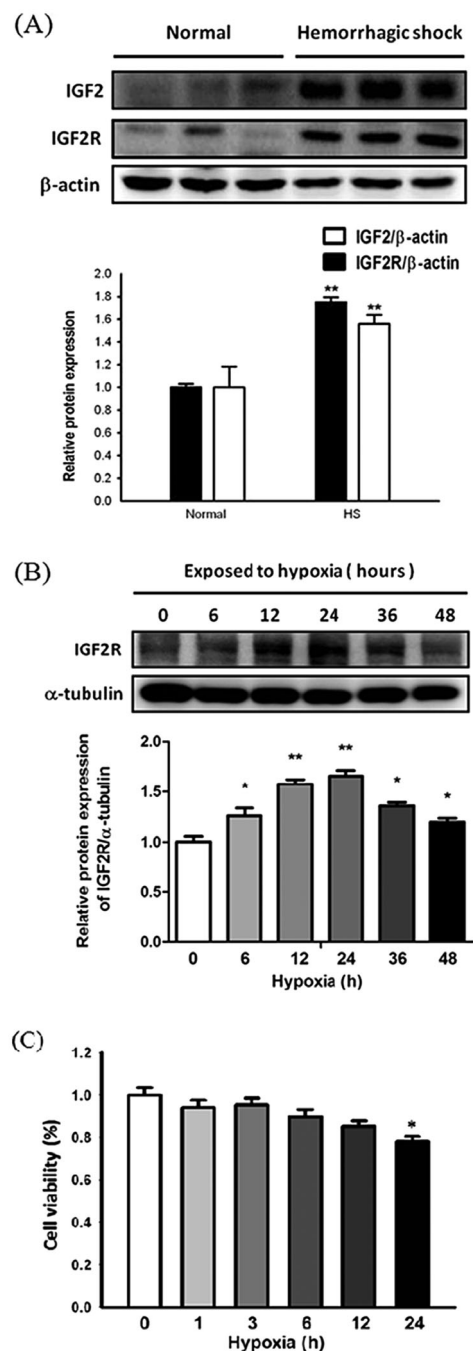 (A)
Normal Hemorrhagic shock
IGF2
IGF2R
β-actin
IGF2/β-actin
IGF2R/β-actin
Relative protein expression
2.0
1.8
1.6
1.4
1.2
1.0
0.8
0.6
0.4
0.2
0.0
** **
Normal HS
(B)
Exposed to hypoxia ( hours )
0 6 12 24 36 48
IGF2R
α-tubulin
Relative protein expression
of IGF2R/α-tubulin
2.0
1.5
1.0
0.5
0.0
* ** ** * *
0 6 12 24 36 48
Hypoxia (h)
(C)
Cell viability (%)
1.2
1.0
0.8
0.6
0.4
0.2
0.0
*
0 1 3 6 12 24
Hypoxia (h)